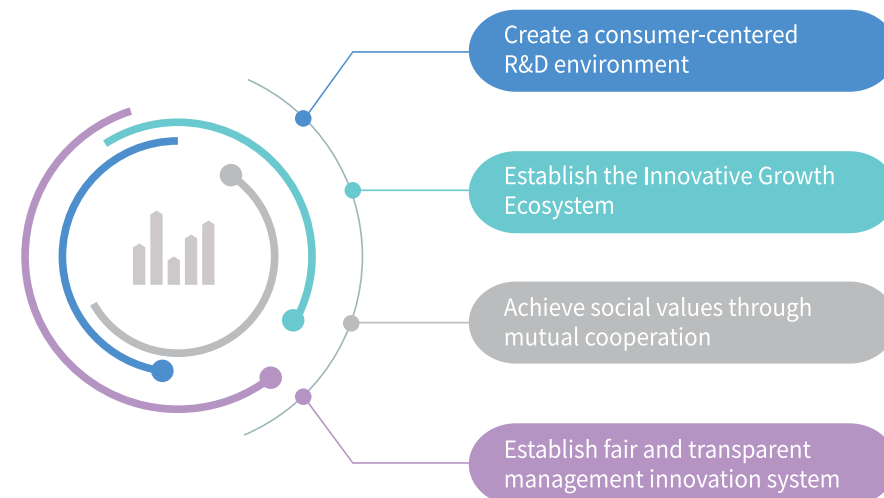 Create a consumer-centered
R&D environment
Establish the Innovative Growth
Ecosystem
Achieve social values through
mutual cooperation
Establish fair and transparent
management innovation system